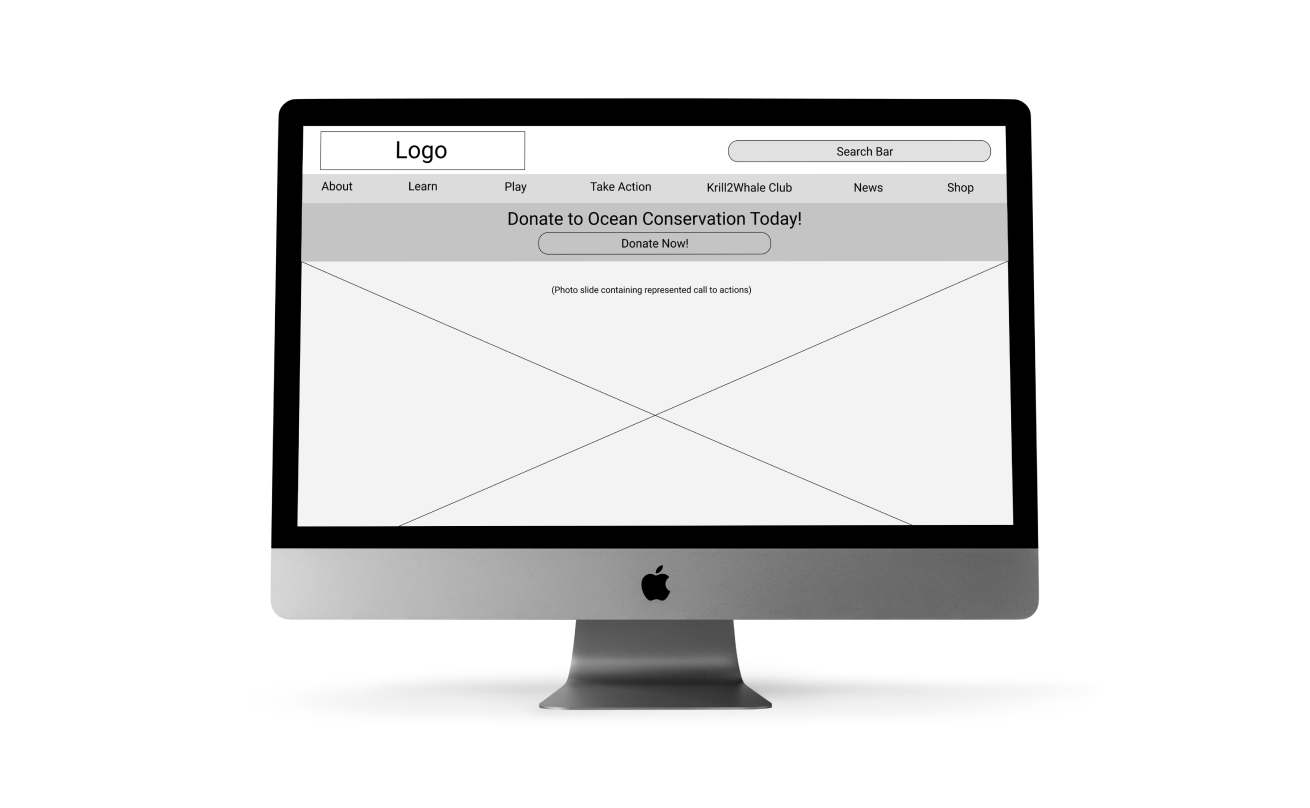 Logo
Search Bar
About Learn Play Take Action Krill2Whale Club News Shop
Donate to Ocean Conservation Today!
Donate Now!
(Photo slide containing represented call to actions)